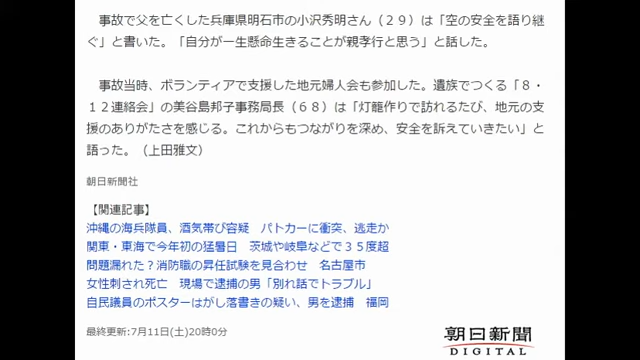 事故で父を亡くした兵庫県明石市の小沢秀明さん（２９）は「空の安全を語り継
ぐ」と書いた。「自分が一生懸命生きることが親孝行と思う」と話した。
事故当時、ボランティアで支援した地元婦人会も参加した。遺族でつくる「８・
１２連絡会」の美谷島邦子事務局長（６８）は「灯籠作りで訪れるたび、地元の支
援のありがたさを感じる。これからもつながりを深め、安全を訴えていきたい」と
語った。（上田雅文）
朝日新聞社
【関連記事】
沖縄の海兵隊員、酒気帯び容疑　パトカーに衝突、逃走か
関東・東海で今年初の猛暑日　茨城や岐阜などで３５度超
問題漏れた？消防職の昇任試験を見合わせ　名古屋市
女性刺され死亡　現場で逮捕の男「別れ話でトラブル」
自民議員のポスターはがし落書きの疑い、男を逮捕　福岡
最終更新:7月11日(土)20時0分
朝日新聞
DIGITAL